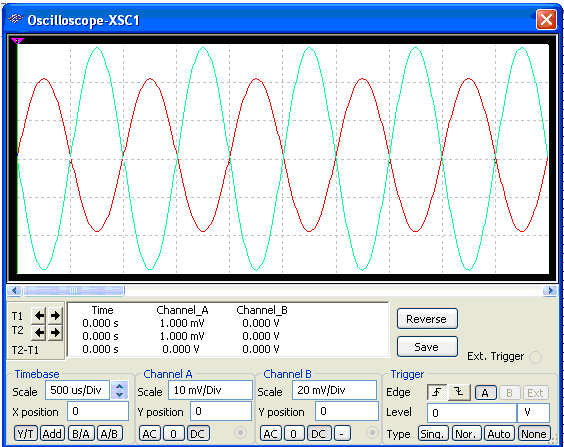 Oscilloscope-XSC1
Time Channel_A Channel_B
T1 0.000 s 1.000 mV 0.000 V
T2 0.000 s 1.000 mV 0.000 V
T2-T1 0.000 s 0.000 V 0.000 V
Reverse
Save
Ext. Trigger
Timebase Channel A Channel B Trigger
Scale 500 us/Div Scale 10 mV/Div Scale 20 mV/Div Edge A B Ext
X position 0 Y position 0 Y position 0 Level 0 V
Y/T Add B/A A/B AC 0 DC AC 0 DC - Type Sing. Nor. Auto None